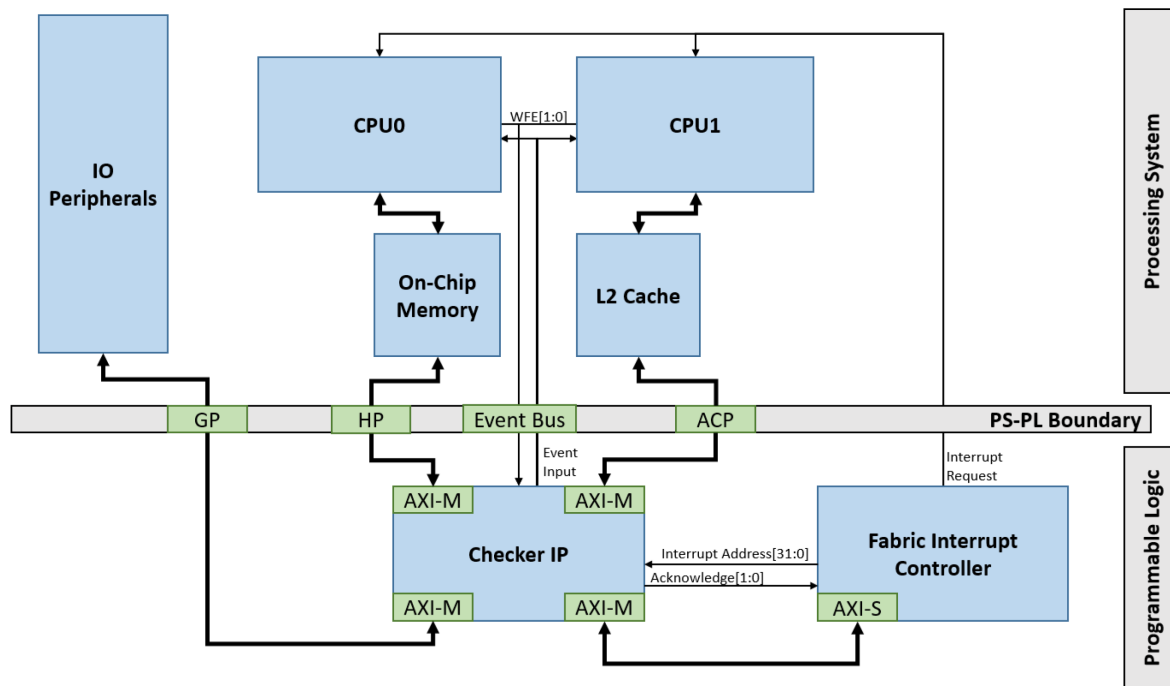 IO
Peripherals
CPU0
WFE[1:0]
CPU1
Processing System
On-Chip
Memory
L2 Cache
GP
HP
Event Bus
ACP
PS-PL Boundary
Event
Input
Interrupt
Request
AXI-M
AXI-M
Checker IP
Interrupt Address[31:0]
Acknowledge[1:0]
Fabric Interrupt
Controller
AXI-M
AXI-M
AXI-S
Programmable Logic